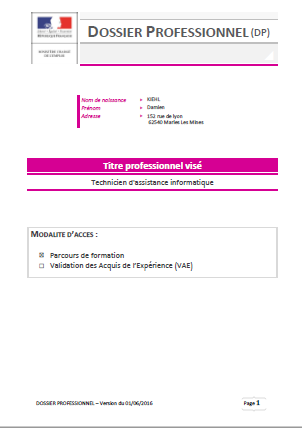 Liberté • Égalité • Fraternité
RÉPUBLIQUE FRANÇAISE
MINISTÈRE CHARGÉ
DE L'EMPLOI
DOSSIER PROFESSIONNEL (DP)
Nom de naissance ▸ KIEHL
Prénom ▸ Damien
Adresse ▸ 152 rue de lyon
62540 Marles Les Mines
Titre professionnel visé
Technicien d'assistance informatique
MODALITE D'ACCES :
☒ Parcours de formation
☐ Validation des Acquis de l'Expérience (VAE)
DOSSIER PROFESSIONNEL – Version du 01/06/2016 Page 1